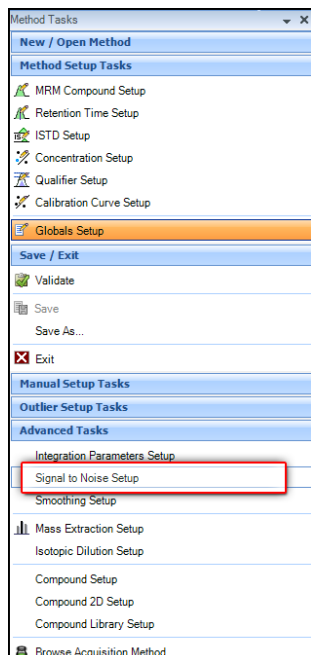 Method Tasks
New / Open Method
Method Setup Tasks
MRM Compound Setup
Retention Time Setup
ISTD Setup
Concentration Setup
Qualifier Setup
Calibration Curve Setup
Globals Setup
Save / Exit
Validate
Save
Save As...
Exit
Manual Setup Tasks
Outlier Setup Tasks
Advanced Tasks
Integration Parameters Setup
Signal to Noise Setup
Smoothing Setup
Mass Extraction Setup
Isotopic Dilution Setup
Compound Setup
Compound 2D Setup
Compound Library Setup
Browse Acquisition Method